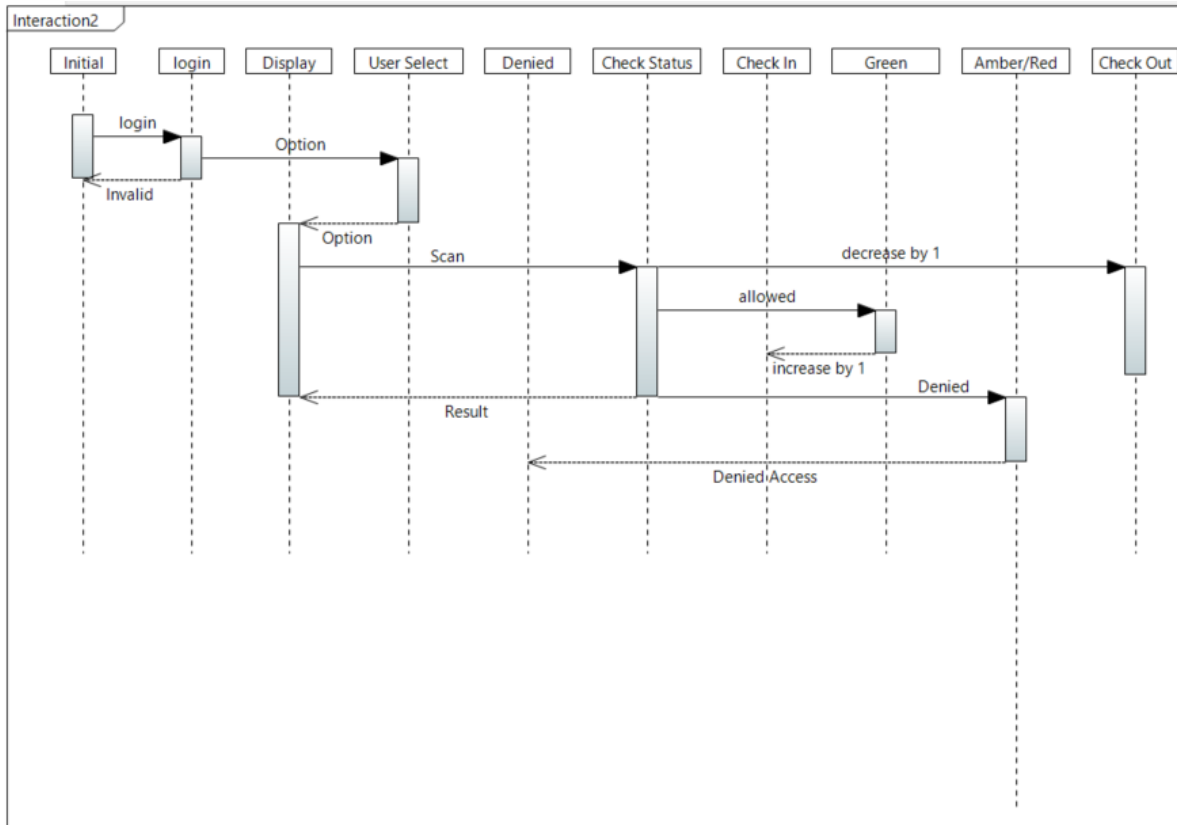 Interaction2
Initial
login
Display
User Select
Denied
Check Status
Check In
Green
Amber/Red
Check Out
login
Option
Invalid
Option
Scan
decrease by 1
allowed
increase by 1
Result
Denied
Denied Access